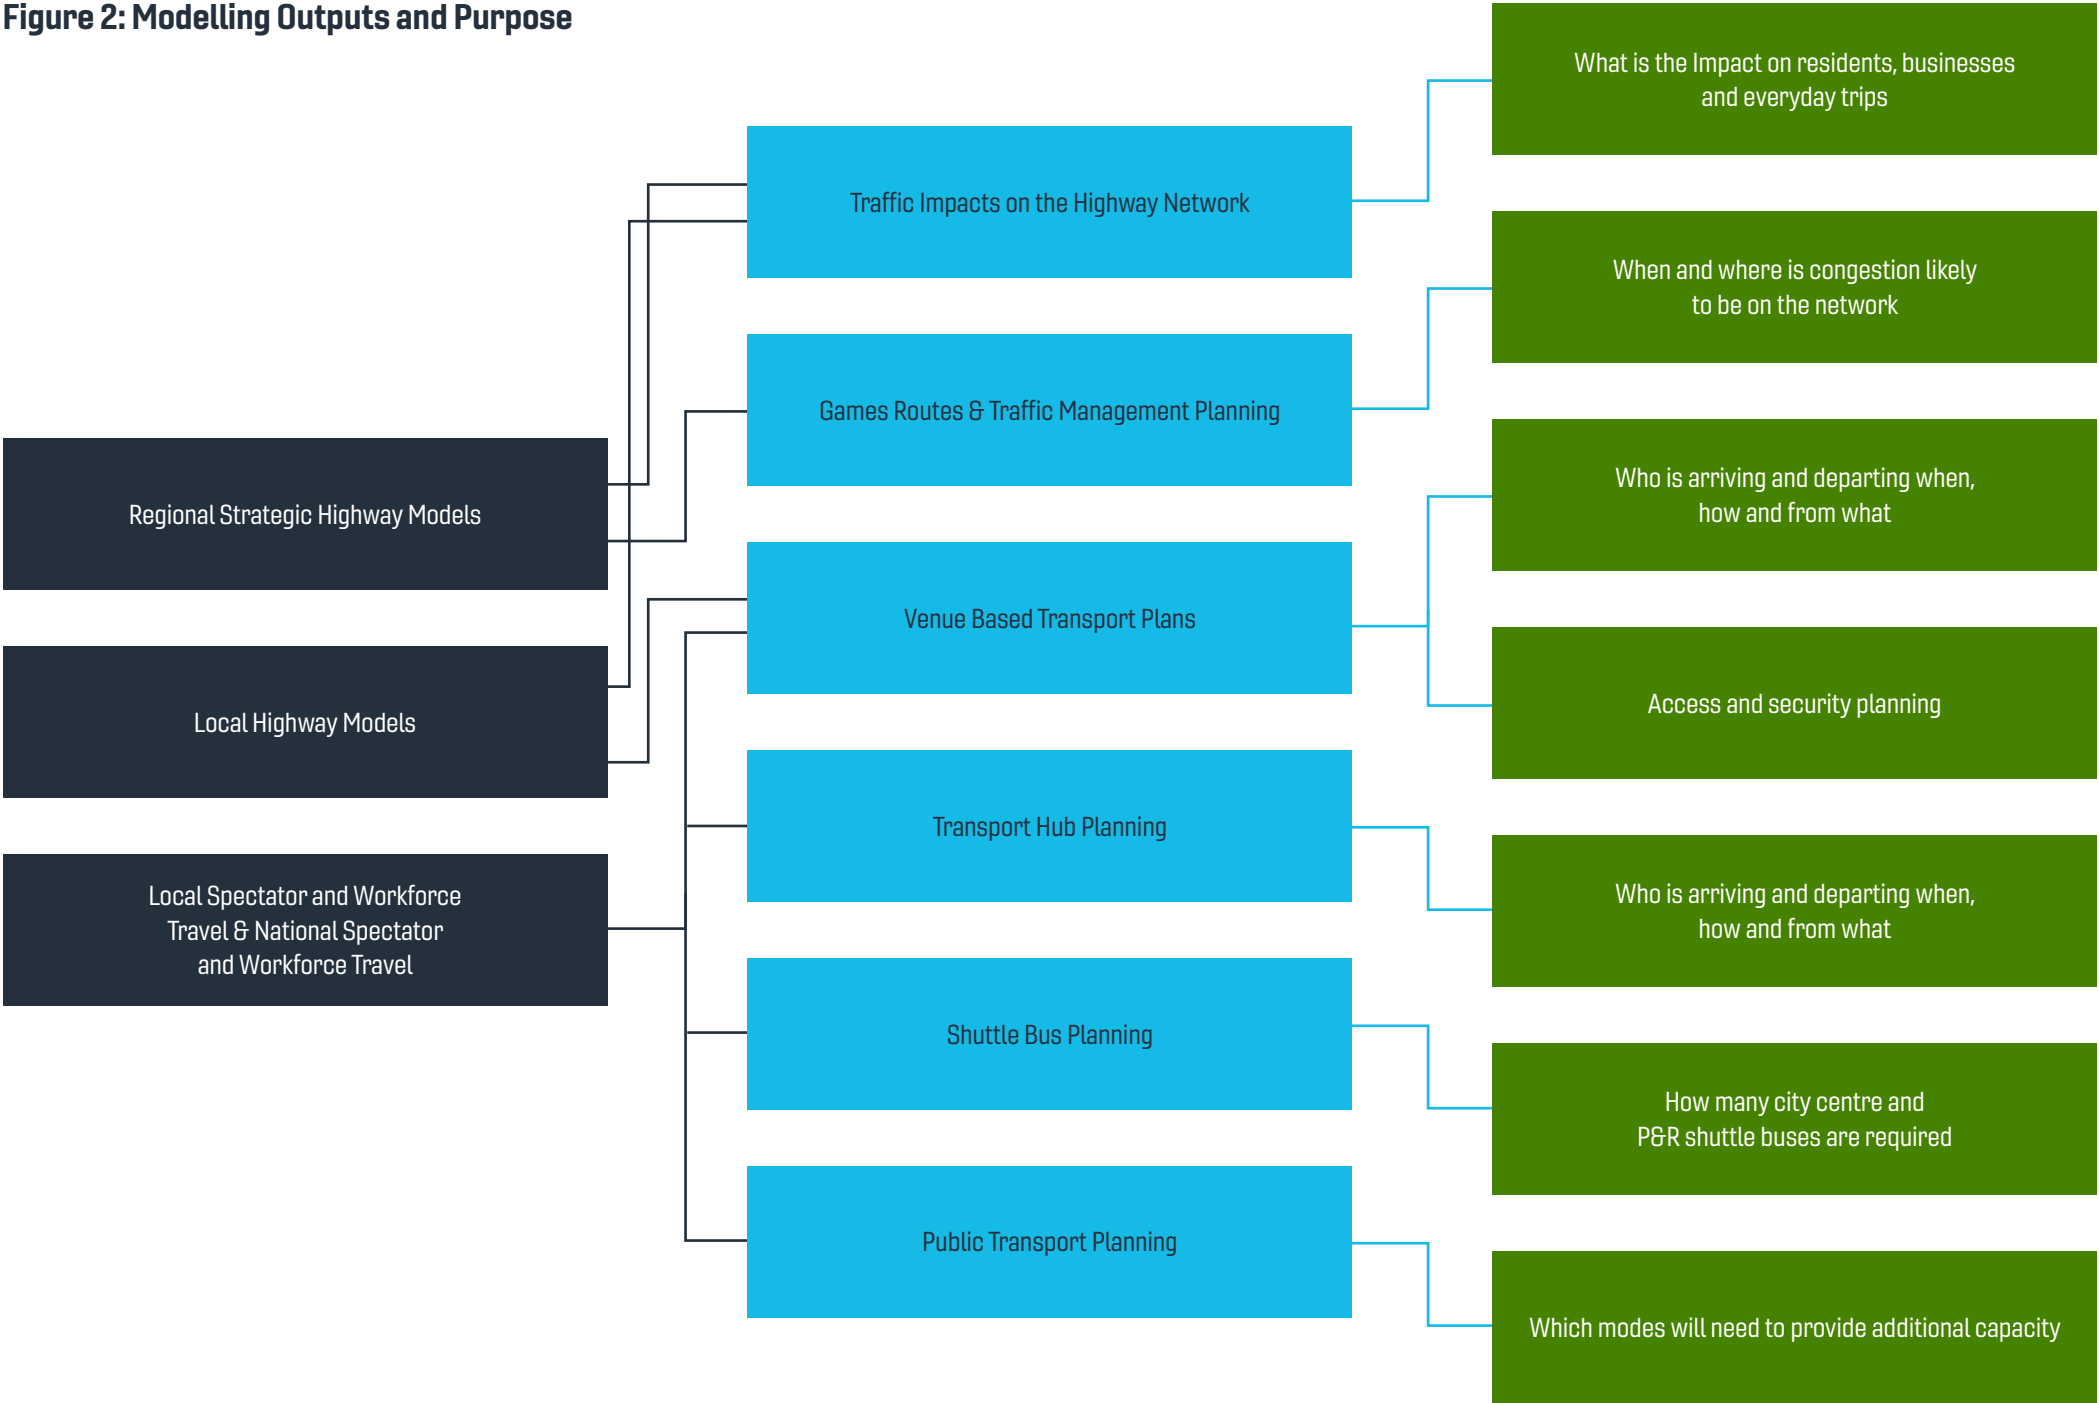 Figure 2: Modelling Outputs and Purpose
Regional Strategic Highway Models
Local Highway Models
Local Spectator and Workforce
Travel & National Spectator
and Workforce Travel
Traffic Impacts on the Highway Network
Games Routes & Traffic Management Planning
Venue Based Transport Plans
Transport Hub Planning
Shuttle Bus Planning
Public Transport Planning
What is the Impact on residents, businesses
and everyday trips
When and where is congestion likely
to be on the network
Who is arriving and departing when,
how and from what
Access and security planning
Who is arriving and departing when,
how and from what
How many city centre and
P&R shuttle buses are required
Which modes will need to provide additional capacity